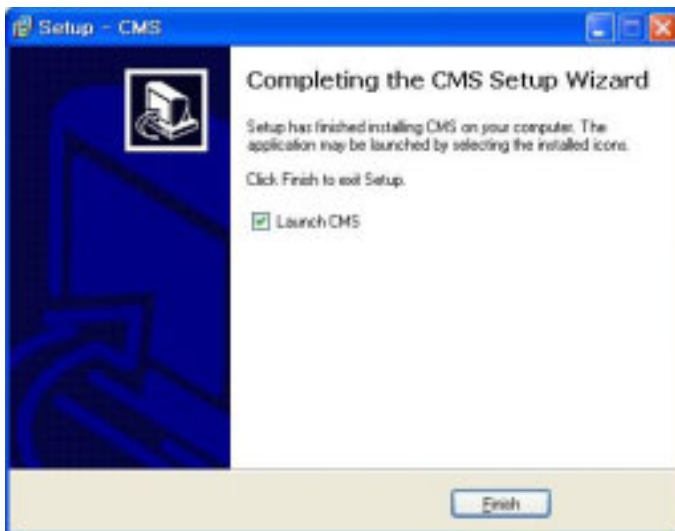 Setup - CMS
Completing the CMS Setup Wizard
Setup has finished installing CMS on your computer. The
application may be launched by selecting the installed icons.
Click Finish to exit Setup.
Launch CMS
Finish